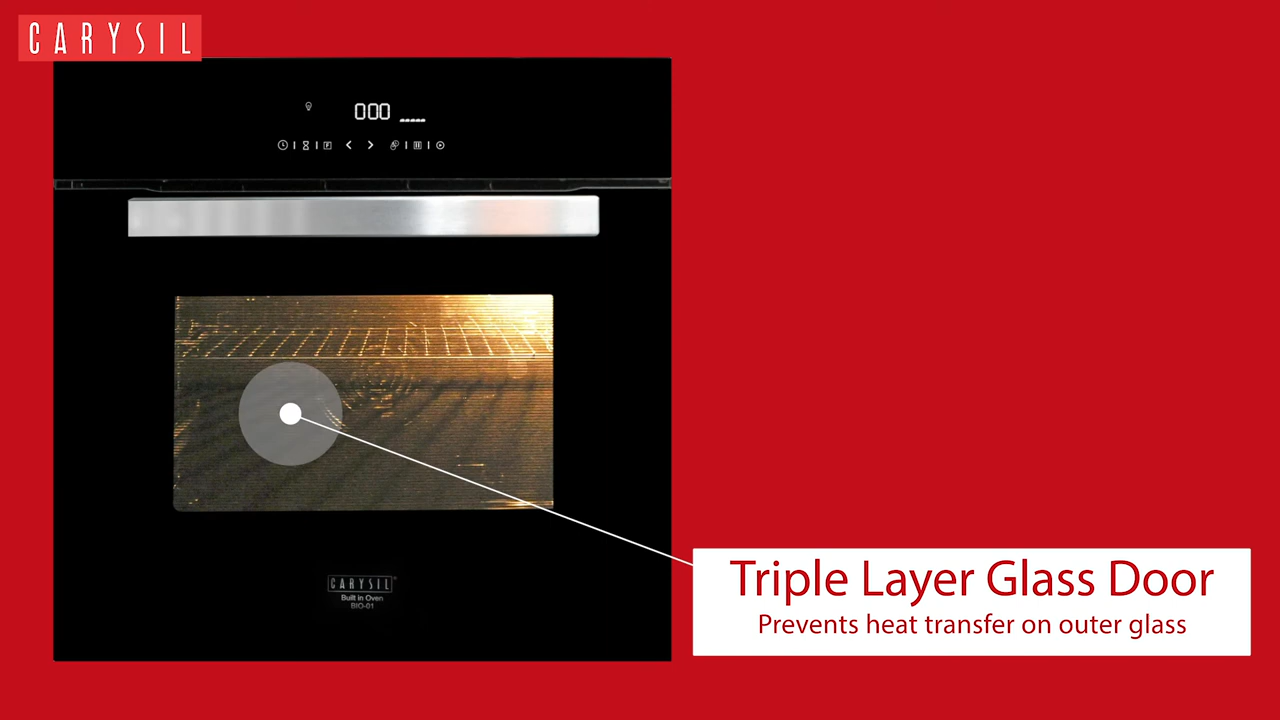 CARYSIL
000
CARYSIL
Built in Oven
BIO-01
Triple Layer Glass Door
Prevents heat transfer on outer glass